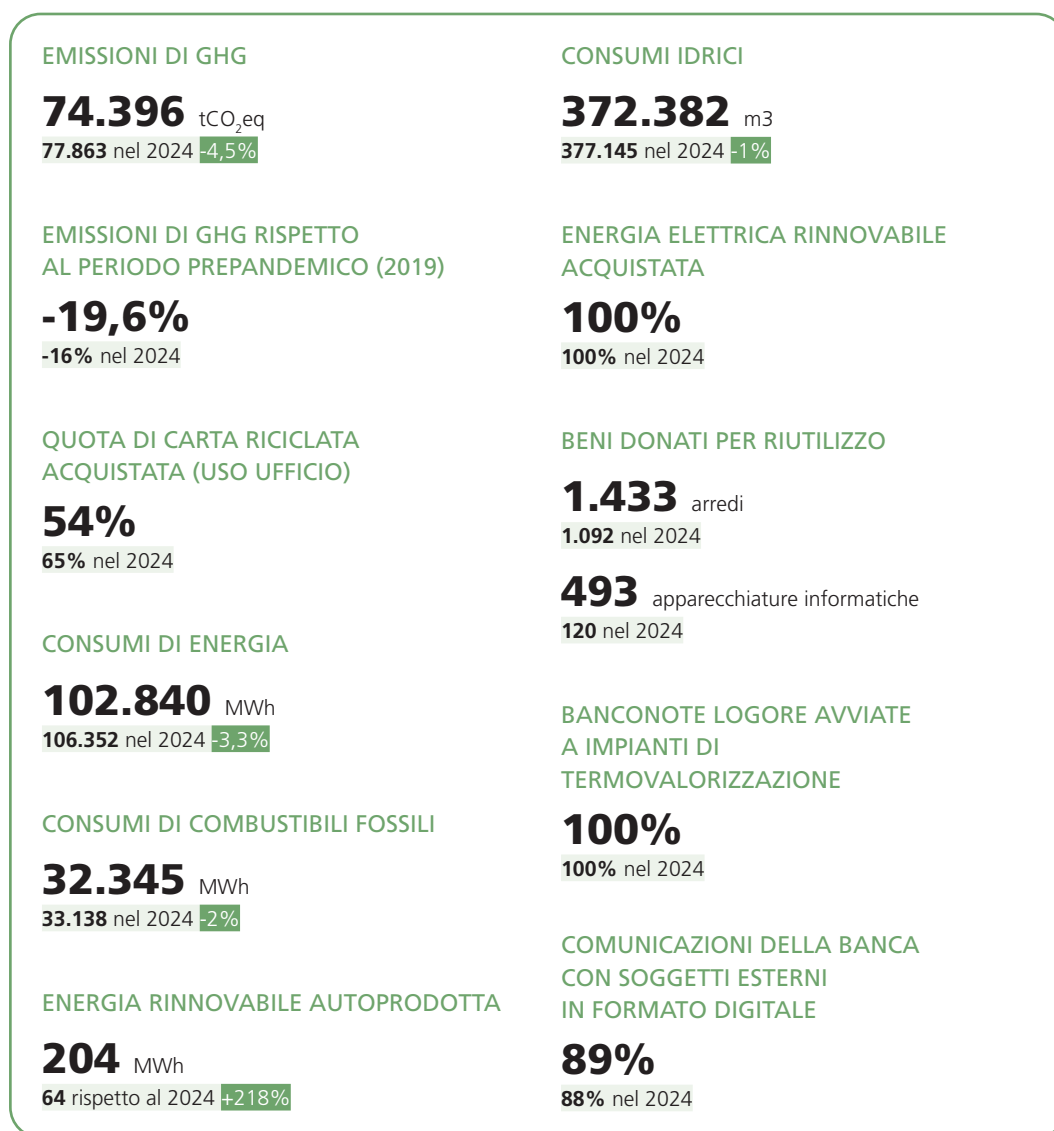 EMISSIONI DI GHG
74.396 tCO₂eq
77.863 nel 2024 -4,5%
EMISSIONI DI GHG RISPETTO
AL PERIODO PREPANDEMICO (2019)
-19,6%
-16% nel 2024
QUOTA DI CARTA RICICLATA
ACQUISTATA (USO UFFICIO)
54%
65% nel 2024
CONSUMI DI ENERGIA
102.840 MWh
106.352 nel 2024 -3,3%
CONSUMI DI COMBUSTIBILI FOSSILI
32.345 MWh
33.138 nel 2024 -2%
ENERGIA RINNOVABILE AUTOPRODOTTA
204 MWh
64 rispetto al 2024 +218%
CONSUMI IDRICI
372.382 m3
377.145 nel 2024 -1%
ENERGIA ELETTRICA RINNOVABILE
ACQUISTATA
100%
100% nel 2024
BENI DONATI PER RIUTILIZZO
1.433 arredi
1.092 nel 2024
493 apparecchiature informatiche
120 nel 2024
BANCONOTE LOGORE AVVIATE
A IMPIANTI DI
TERMOVALORIZZAZIONE
100%
100% nel 2024
COMUNICAZIONI DELLA BANCA
CON SOGGETTI ESTERNI
IN FORMATO DIGITALE
89%
88% nel 2024